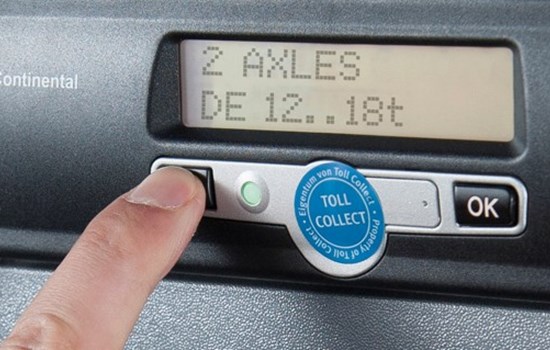 Continental
2 AXLES
DE 12..18t
Eigentum von Toll Collect
TOLL
COLLECT
Property of Toll Collect
OK